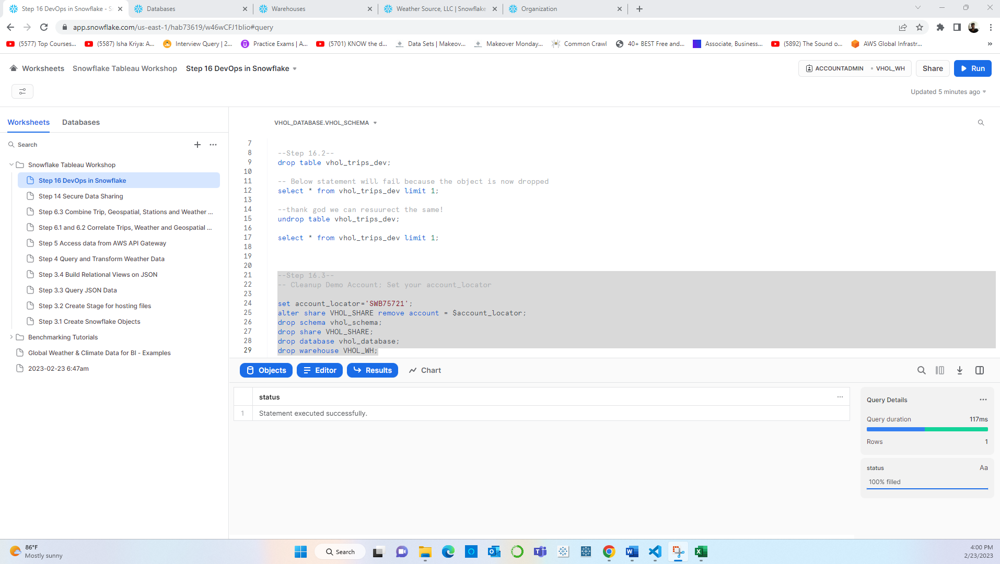 Step 16 DevOps in Snowflake - S
Databases
Warehouses
Weather Source, LLC | Snowflake
Organization
app.snowflake.com/us-east-1/hab73619/w46wCFJ1blio#query
(5577) Top Courses...
(5587) Isha Kriya: A...
Interview Query | 2...
Practice Exams | A...
(5701) KNOW the d...
Data Sets | Makeov...
Makeover Monday...
Common Crawl
40+ BEST Free and...
Associate, Business...
(5892) The Sound o...
AWS Global Infrastr...
»
Worksheets Snowflake Tableau Workshop Step 16 DevOps in Snowflake
ACCOUNTADMIN • VHOL_WH
Share
Run
Updated 5 minutes ago
Worksheets Databases
Search
Snowflake Tableau Workshop
Step 16 DevOps in Snowflake
Step 14 Secure Data Sharing
Step 6.3 Combine Trip, Geospatial, Stations and Weather ...
Step 6.1 and 6.2 Correlate Trips, Weather and Geospatial ...
Step 5 Access data from AWS API Gateway
Step 4 Query and Transform Weather Data
Step 3.4 Build Relational Views on JSON
Step 3.3 Query JSON Data
Step 3.2 Create Stage for hosting files
Step 3.1 Create Snowflake Objects
Benchmarking Tutorials
Global Weather & Climate Data for BI - Examples
2023-02-23 6:47am
VHOL_DATABASE.VHOL_SCHEMA
7
8 --Step 16.2--
9 drop table vhol_trips_dev;
10
11 -- Below statement will fail because the object is now dropped
12 select * from vhol_trips_dev limit 1;
13
14 --thank god we can resuurect the same!
15 undrop table vhol_trips_dev;
16
17 select * from vhol_trips_dev limit 1;
18
19
20
21 --Step 16.3--
22 -- Cleanup Demo Account; Set your account_locator
23
24 set account_locator='SWB75721';
25 alter share VHOL_SHARE remove account = $account_locator;
26 drop schema vhol_schema;
27 drop share VHOL_SHARE;
28 drop database vhol_database;
29 drop warehouse VHOL_WH;
Objects Editor Results Chart
status
1 Statement executed successfully.
Query Details
Query duration 117ms
Rows 1
status Aa
100% filled
86°F
Mostly sunny
Search
4:00 PM
2/23/2023